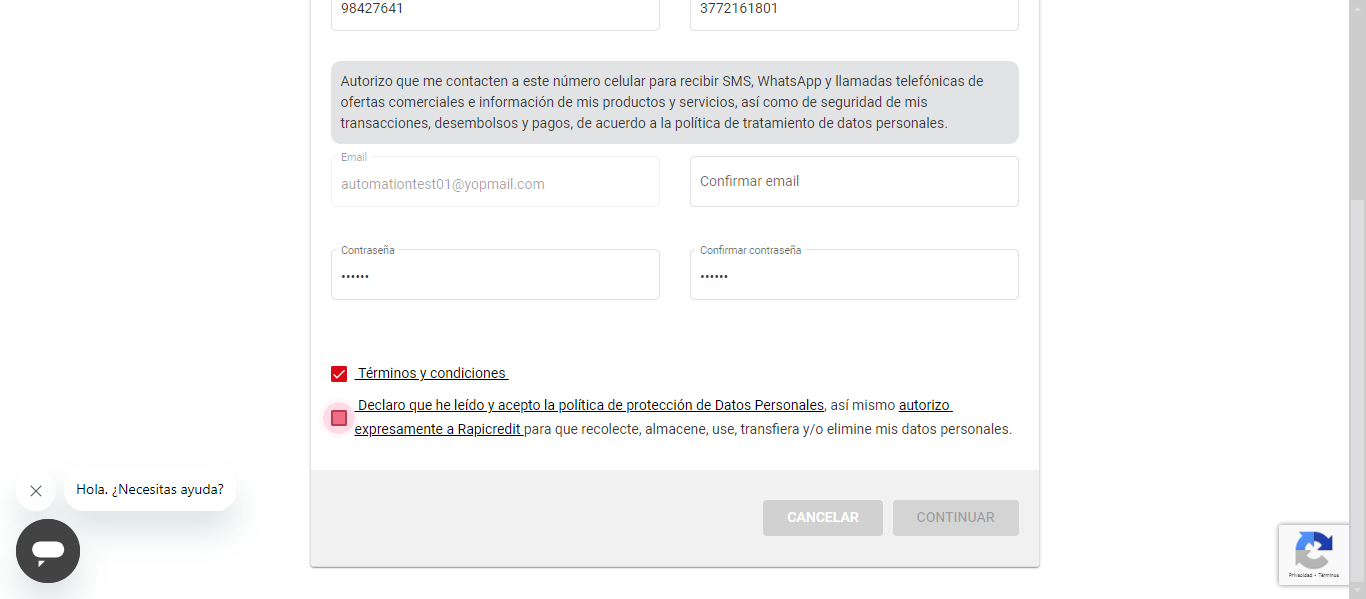 98427641
3772161801
Autorizo que me contacten a este número celular para recibir SMS, WhatsApp y llamadas telefónicas de
ofertas comerciales e información de mis productos y servicios, así como de seguridad de mis
transacciones, desembolsos y pagos, de acuerdo a la política de tratamiento de datos personales.
Email
automationtest01@yopmail.com
Confirmar email
Contraseña
••••••
Confirmar contraseña
••••••
Términos y condiciones
Declaro que he leído y acepto la política de protección de Datos Personales, así mismo autorizo
expresamente a Rapicredit para que recolecte, almacene, use, transfiera y/o elimine mis datos personales.
Hola. ¿Necesitas ayuda?
CANCELAR
CONTINUAR
Privacidad - Términos